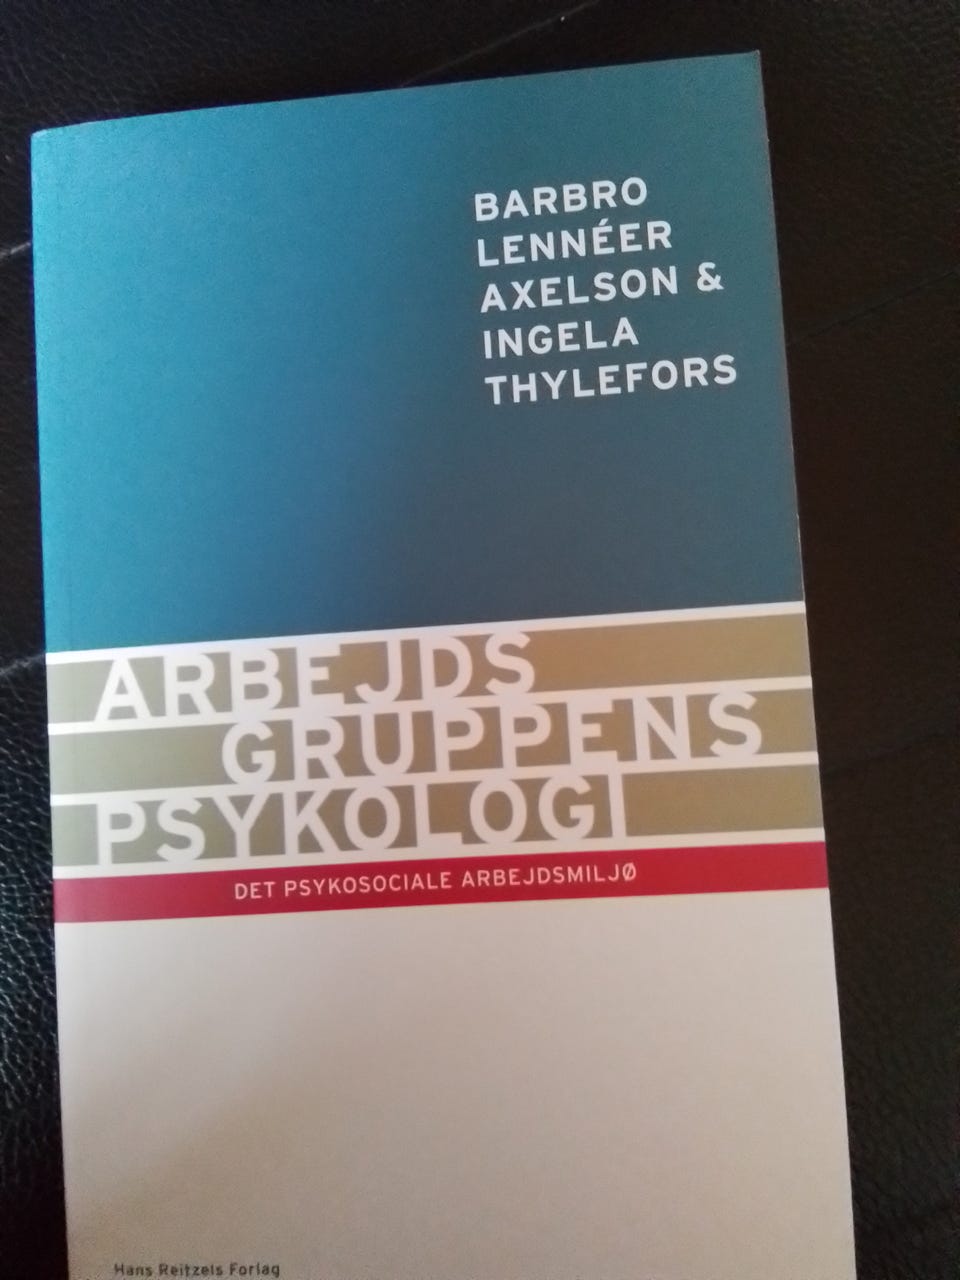 BARBRO
LENNÉER
AXELSON &
INGELA
THYLEFORS
ARBEJDS
GRUPPENS
PSYKOLOGI
DET PSYKOSOCIALE ARBEJDSMILJØ
Hans Reitzels Forlag